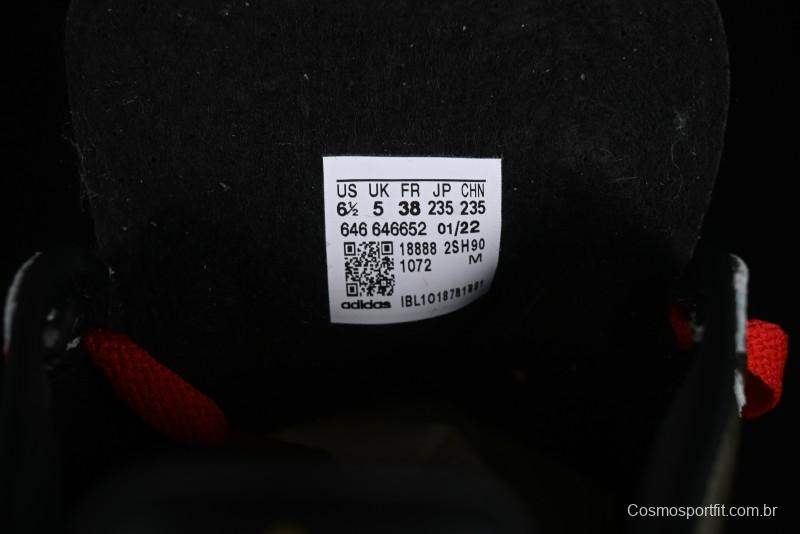 US UK FR JP CHN
6½ 5 38 235 235
646 646652 01/22
18888 2SH90
1072 M
adidas
Cosmosportfit.com.br